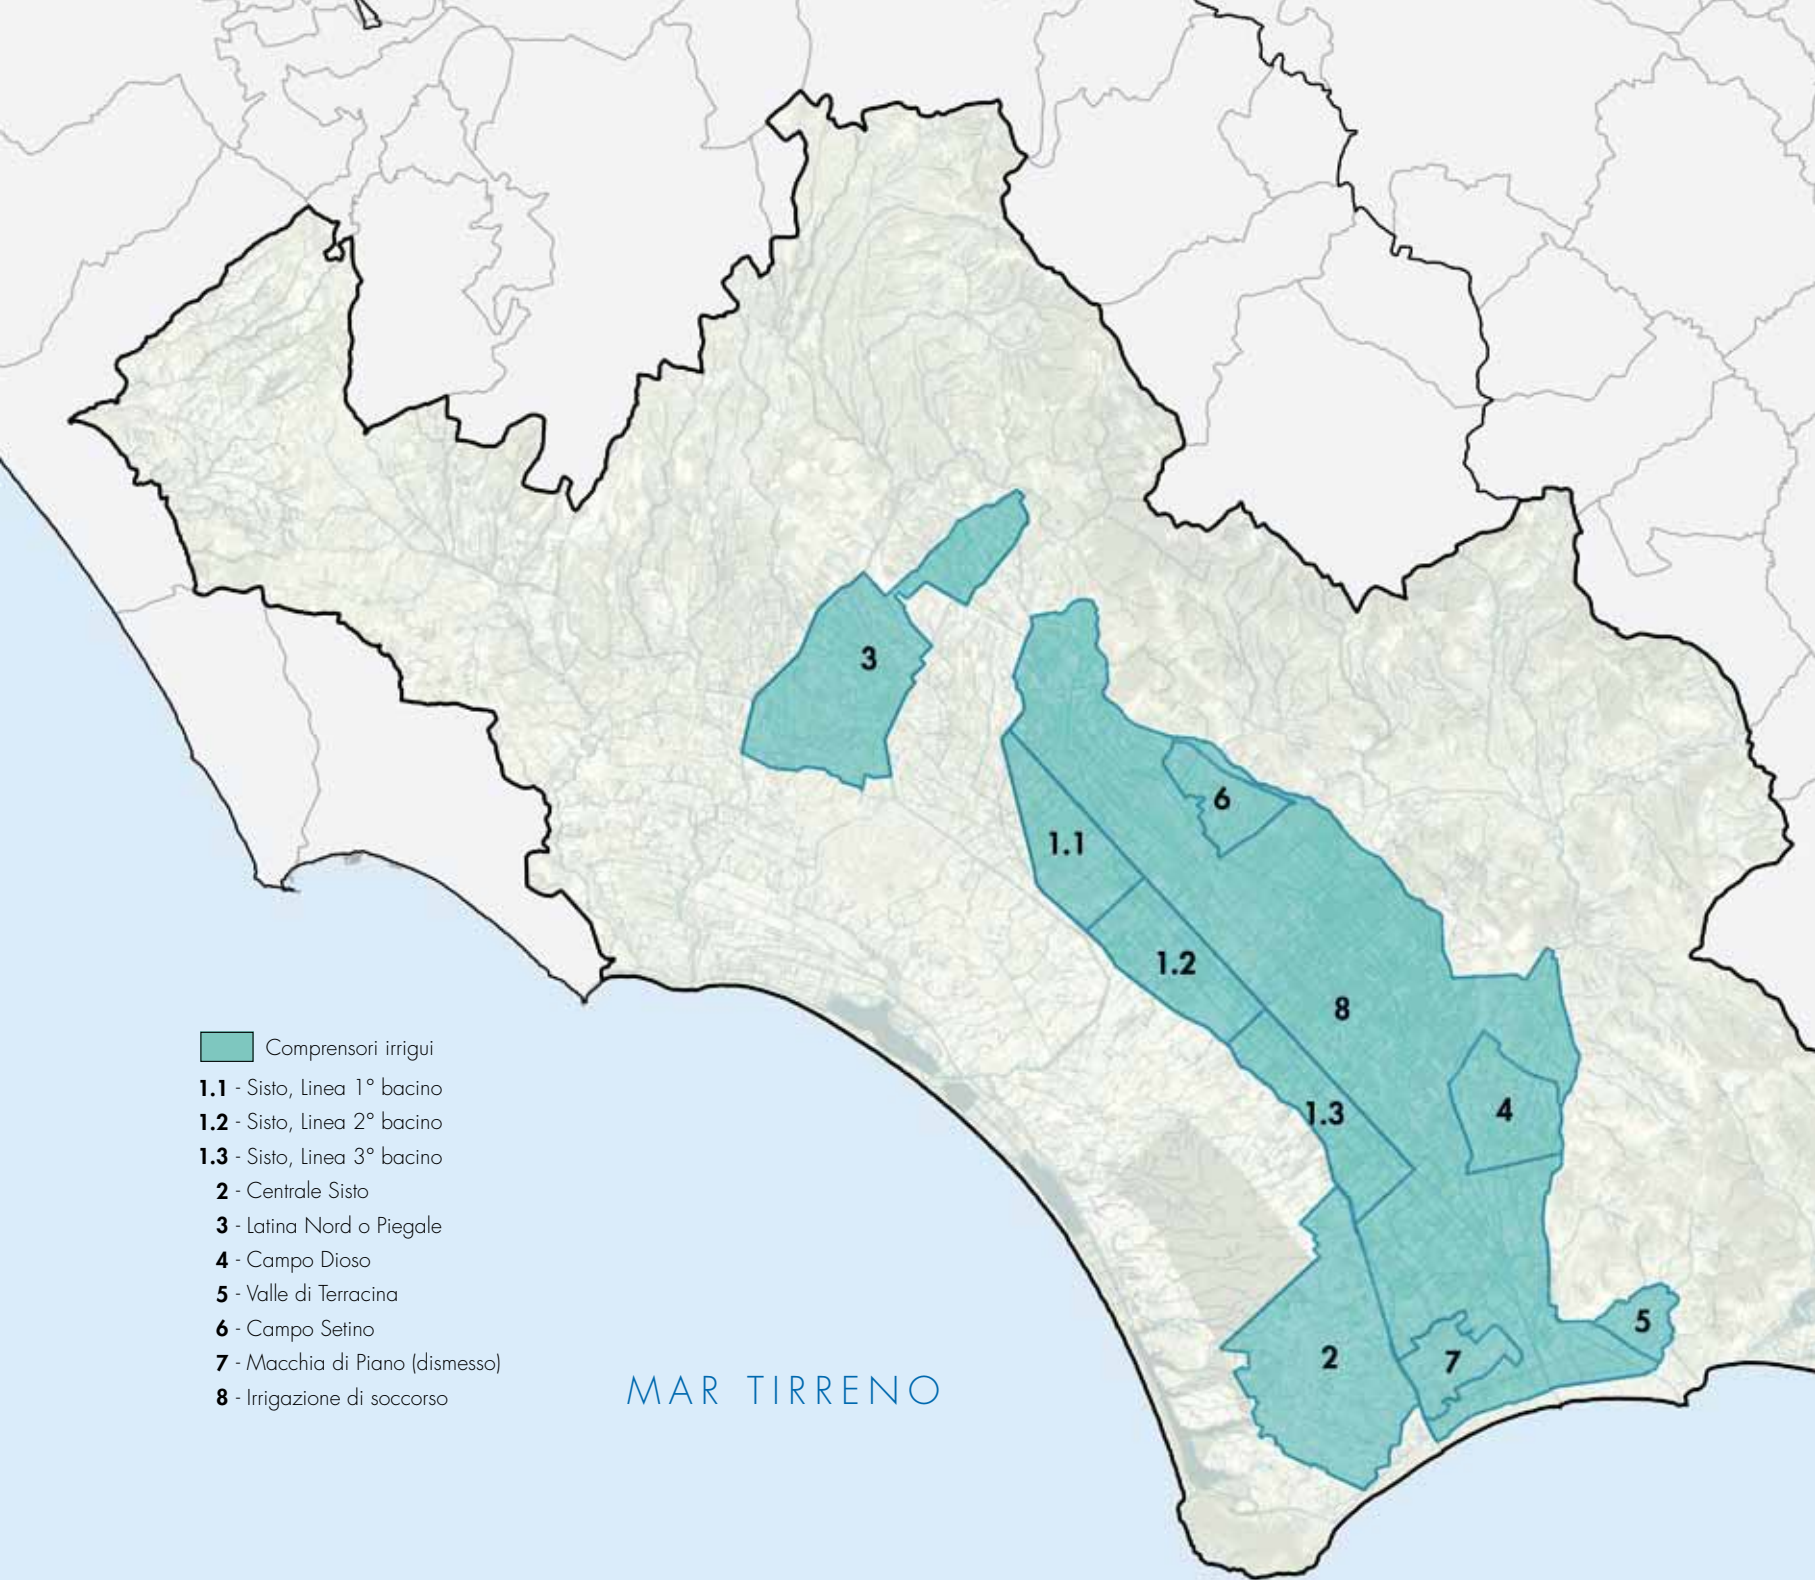 3
6
1.1
1.2
8
1.3
4
5
2
7
Comprensori irrigui
1.1 - Sisto, Linea 1° bacino
1.2 - Sisto, Linea 2° bacino
1.3 - Sisto, Linea 3° bacino
2 - Centrale Sisto
3 - Latina Nord o Piegale
4 - Campo Dioso
5 - Valle di Terracina
6 - Campo Setino
7 - Macchia di Piano (dismesso)
8 - Irrigazione di soccorso
MAR TIRRENO